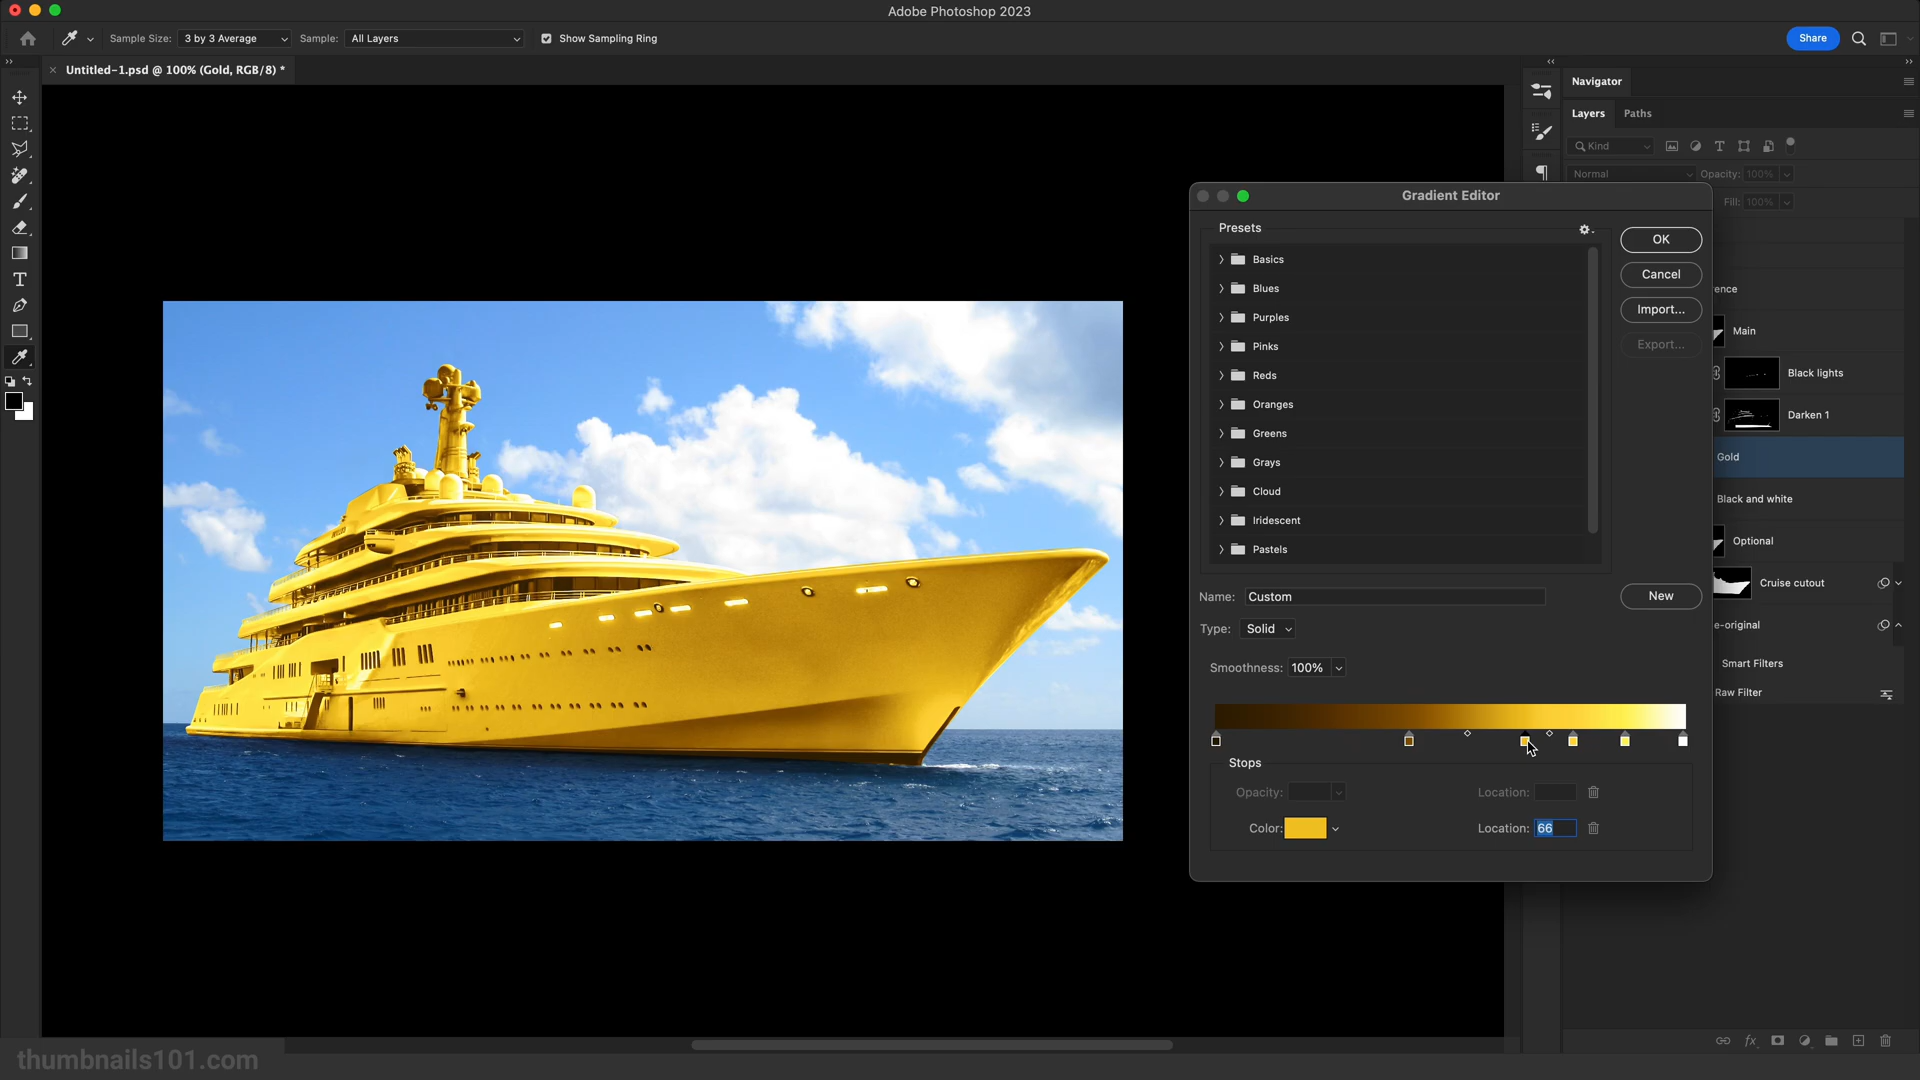 Adobe Photoshop 2023
Sample Size: 3 by 3 Average Sample: All Layers Show Sampling Ring Share
Untitled-1.psd @ 100% (Gold, RGB/8) *
Navigator
Layers Paths
Kind
Normal Opacity: 100%
Fill: 100%
Gradient Editor
Presets
Basics
Blues
Purples
Pinks
Reds
Oranges
Greens
Grays
Cloud
Iridescent
Pastels
OK
Cancel
Import...
Export...
New
Name: Custom
Type: Solid
Smoothness: 100%
Stops
Opacity: Location:
Color: Location: 66
rence
Main
Black lights
Darken 1
Gold
Black and white
Optional
Cruise cutout
e-original
Smart Filters
Raw Filter
fx
thumbnails101.com